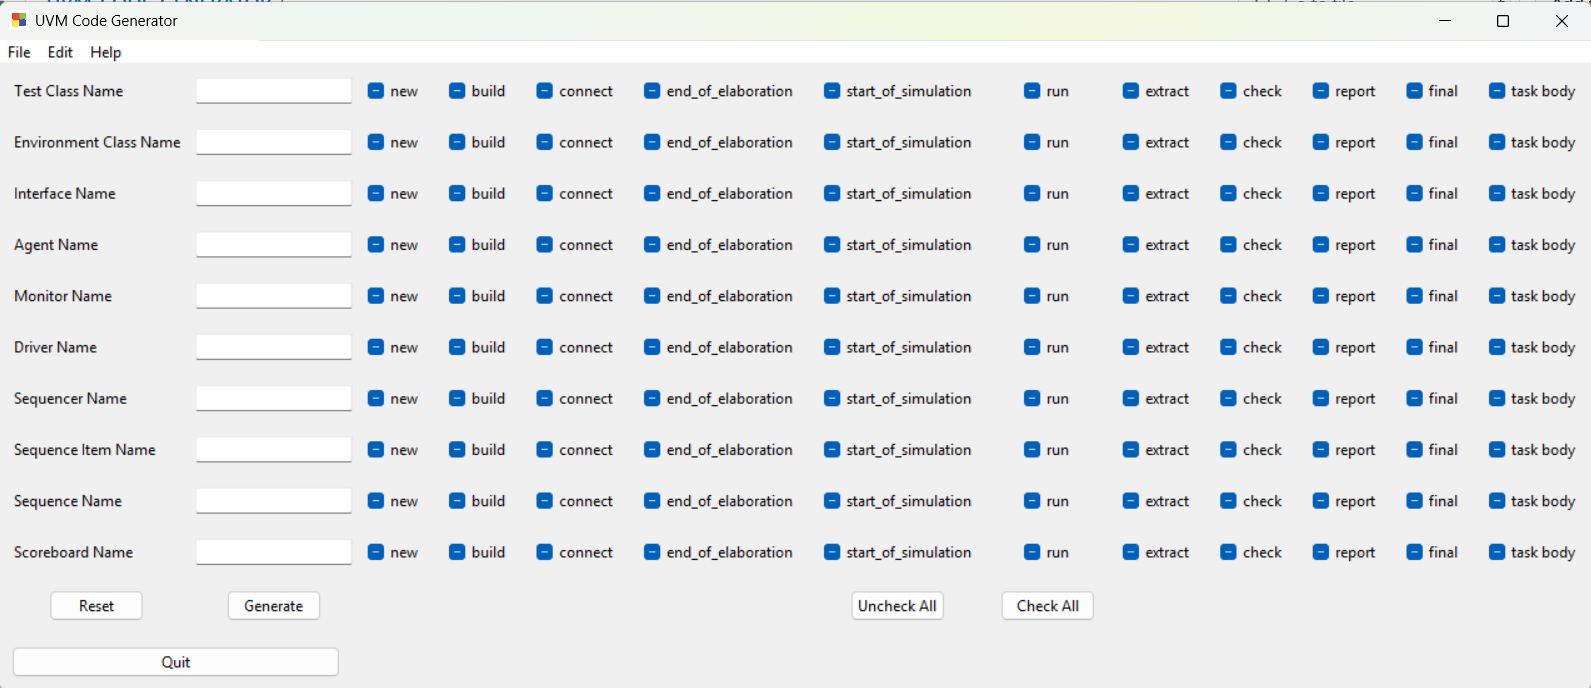 UVM Code Generator
File Edit Help
Test Class Name new build connect end_of_elaboration start_of_simulation run extract check report final task body
Environment Class Name new build connect end_of_elaboration start_of_simulation run extract check report final task body
Interface Name new build connect end_of_elaboration start_of_simulation run extract check report final task body
Agent Name new build connect end_of_elaboration start_of_simulation run extract check report final task body
Monitor Name new build connect end_of_elaboration start_of_simulation run extract check report final task body
Driver Name new build connect end_of_elaboration start_of_simulation run extract check report final task body
Sequencer Name new build connect end_of_elaboration start_of_simulation run extract check report final task body
Sequence Item Name new build connect end_of_elaboration start_of_simulation run extract check report final task body
Sequence Name new build connect end_of_elaboration start_of_simulation run extract check report final task body
Scoreboard Name new build connect end_of_elaboration start_of_simulation run extract check report final task body
Reset Generate Uncheck All Check All
Quit